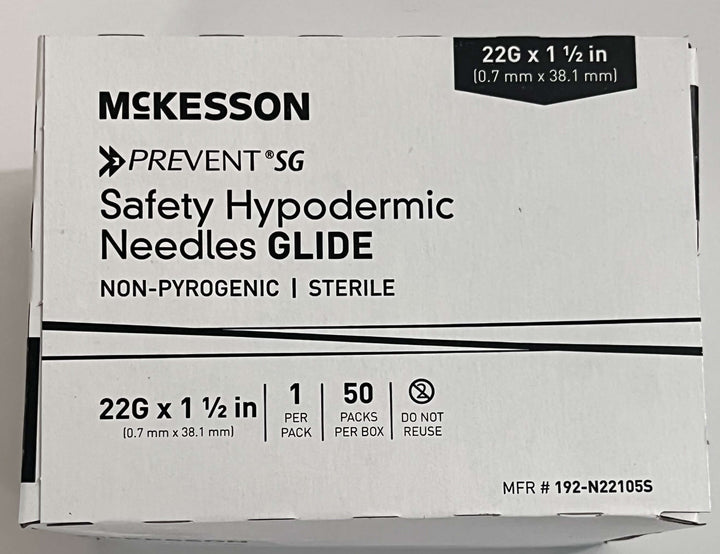 22G x 1 ½ in
(0.7 mm x 38.1 mm)
McKESSON
PREVENT®SG
Safety Hypodermic
Needles GLIDE
NON-PYROGENIC | STERILE
22G x 1 ½ in
(0.7 mm x 38.1 mm)
1
PER
PACK
50
PACKS
PER BOX
2
DO NOT
REUSE
MFR # 192-N22105S